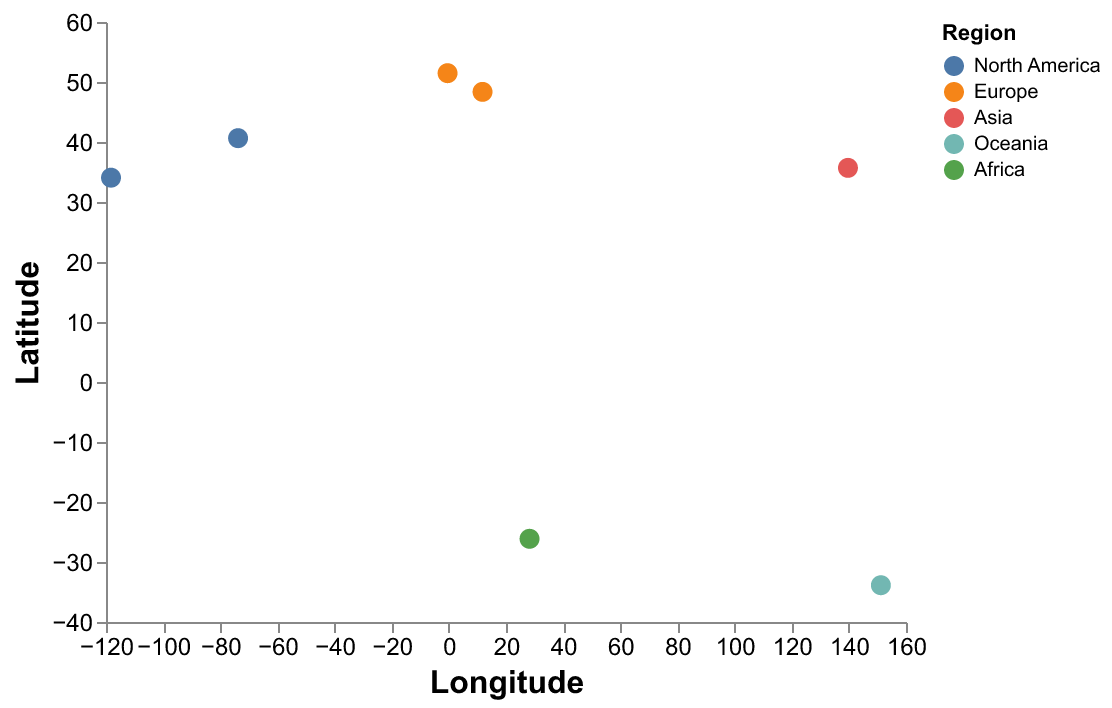 60
50
40
30
20
10
0
−10
−20
−30
−40
Latitude
−120 −100 −80 −60 −40 −20 0 20 40 60 80 100 120 140 160
Longitude
Region
North America
Europe
Asia
Oceania
Africa